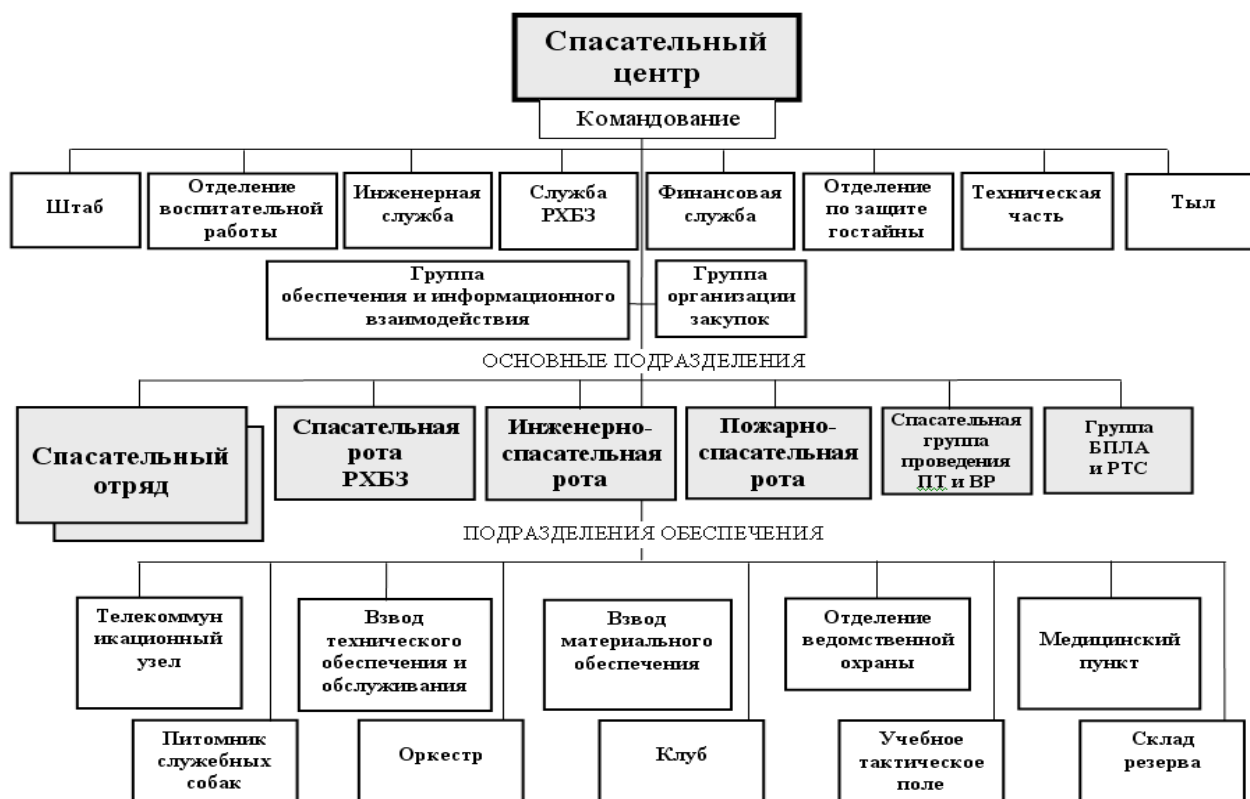 Спасательный
центр
Командование
Штаб
Отделение
воспитательной
работы
Инженерная
служба
Служба
РХБЗ
Финансовая
служба
Отделение
по защите
гостайны
Техническая
часть
Тыл
Группа
обеспечения и информационного
взаимодействия
Группа
организации
закупок
ОСНОВНЫЕ ПОДРАЗДЕЛЕНИЯ
Спасательный
отряд
Спасательная
рота
РХБЗ
Инженерно-
спасательная
рота
Пожарно-
спасательная
рота
Спасательная
группа
проведения
ПТ и ВР
Группа
БПЛА
и РТС
ПОДРАЗДЕЛЕНИЯ ОБЕСПЕЧЕНИЯ
Телекоммун
икационный
узел
Взвод
технического
обеспечения и
обслуживания
Взвод
материального
обеспечения
Отделение
ведомственной
охраны
Медицинский
пункт
Питомник
служебных
собак
Оркестр
Клуб
Учебное
тактическое
поле
Склад
резерва